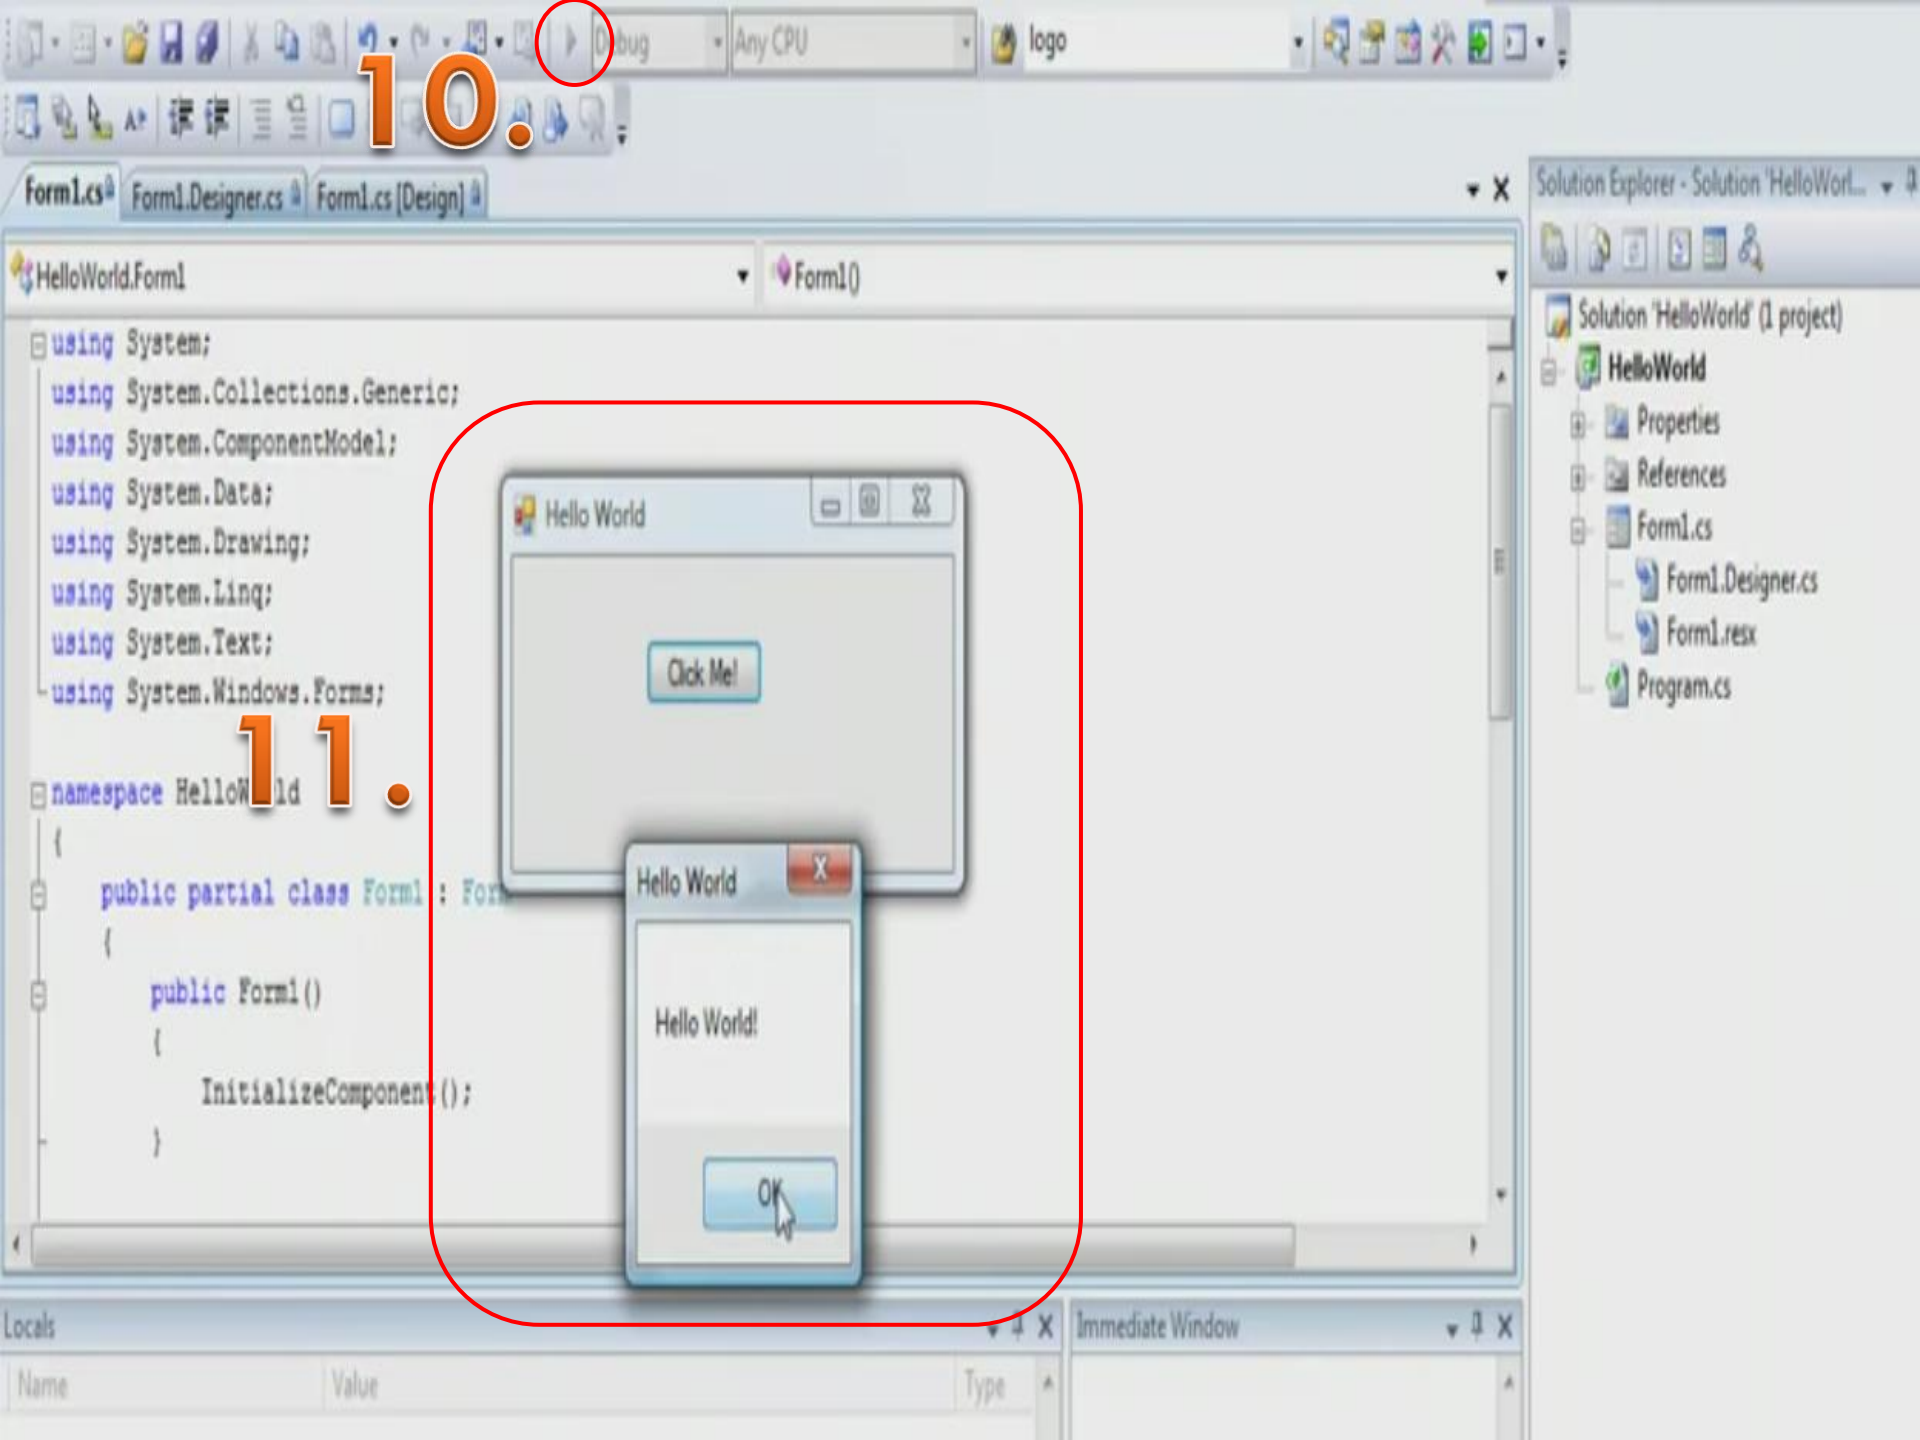 Debug
Any CPU
logo
10.
Form1.cs
Form1.Designer.cs
Form1.cs [Design]
Solution Explorer - Solution 'HelloWorl...
HelloWorld.Form1
Form1()
using System;
using System.Collections.Generic;
using System.ComponentModel;
using System.Data;
using System.Drawing;
using System.Linq;
using System.Text;
using System.Windows.Forms;
11.
namespace HelloWorld
{
public partial class Form1 : Form
{
public Form1()
{
InitializeComponent();
}
Hello World
Click Me!
Hello World
Hello World!
OK
Solution 'HelloWorld' (1 project)
HelloWorld
Properties
References
Form1.cs
Form1.Designer.cs
Form1.resx
Program.cs
Locals
Name
Value
Type
Immediate Window